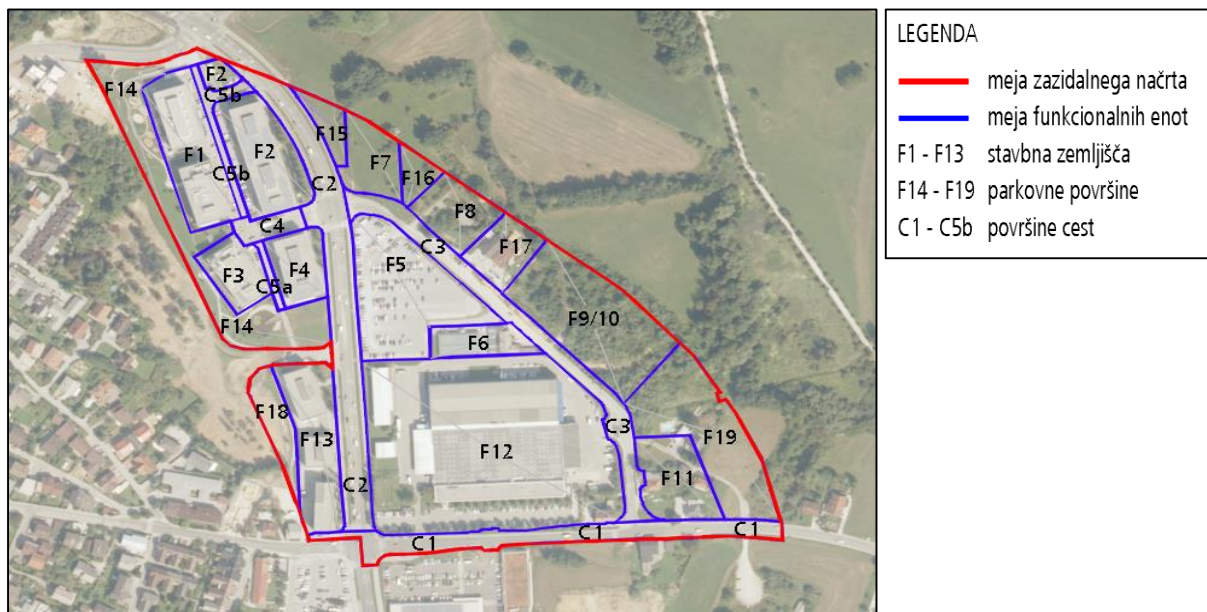 F2
F14
C5b
F15
F1
F2
F7
C5b
F16
C2
F8
C4
C3
F17
F3
F4
F5
C5a
F9/10
F14
F6
F18
F13
C3
F19
F12
F11
C2
C1
C1
C1
LEGENDA
meja zazidalnega načrta
meja funkcionalnih enot
F1 - F13 stavbna zemljišča
F14 - F19 parkovne površine
C1 - C5b površine cest